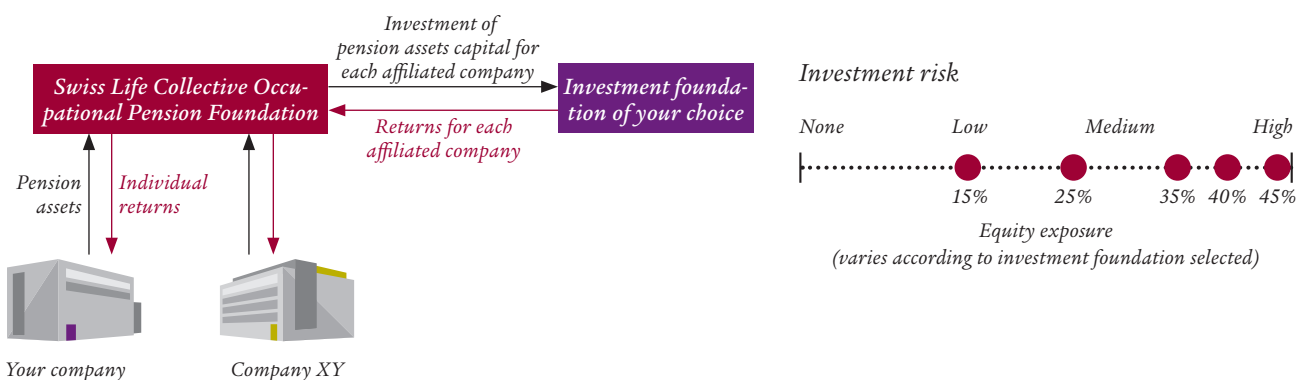 Investment of
pension assets capital for
each affiliated company
Swiss Life Collective Occu-
pational Pension Foundation
Investment founda-
tion of your choice
Returns for each
affiliated company
Pension
assets
Individual
returns
Your company
Company XY
Investment risk
None Low Medium High
15% 25% 35% 40% 45%
Equity exposure
(varies according to investment foundation selected)